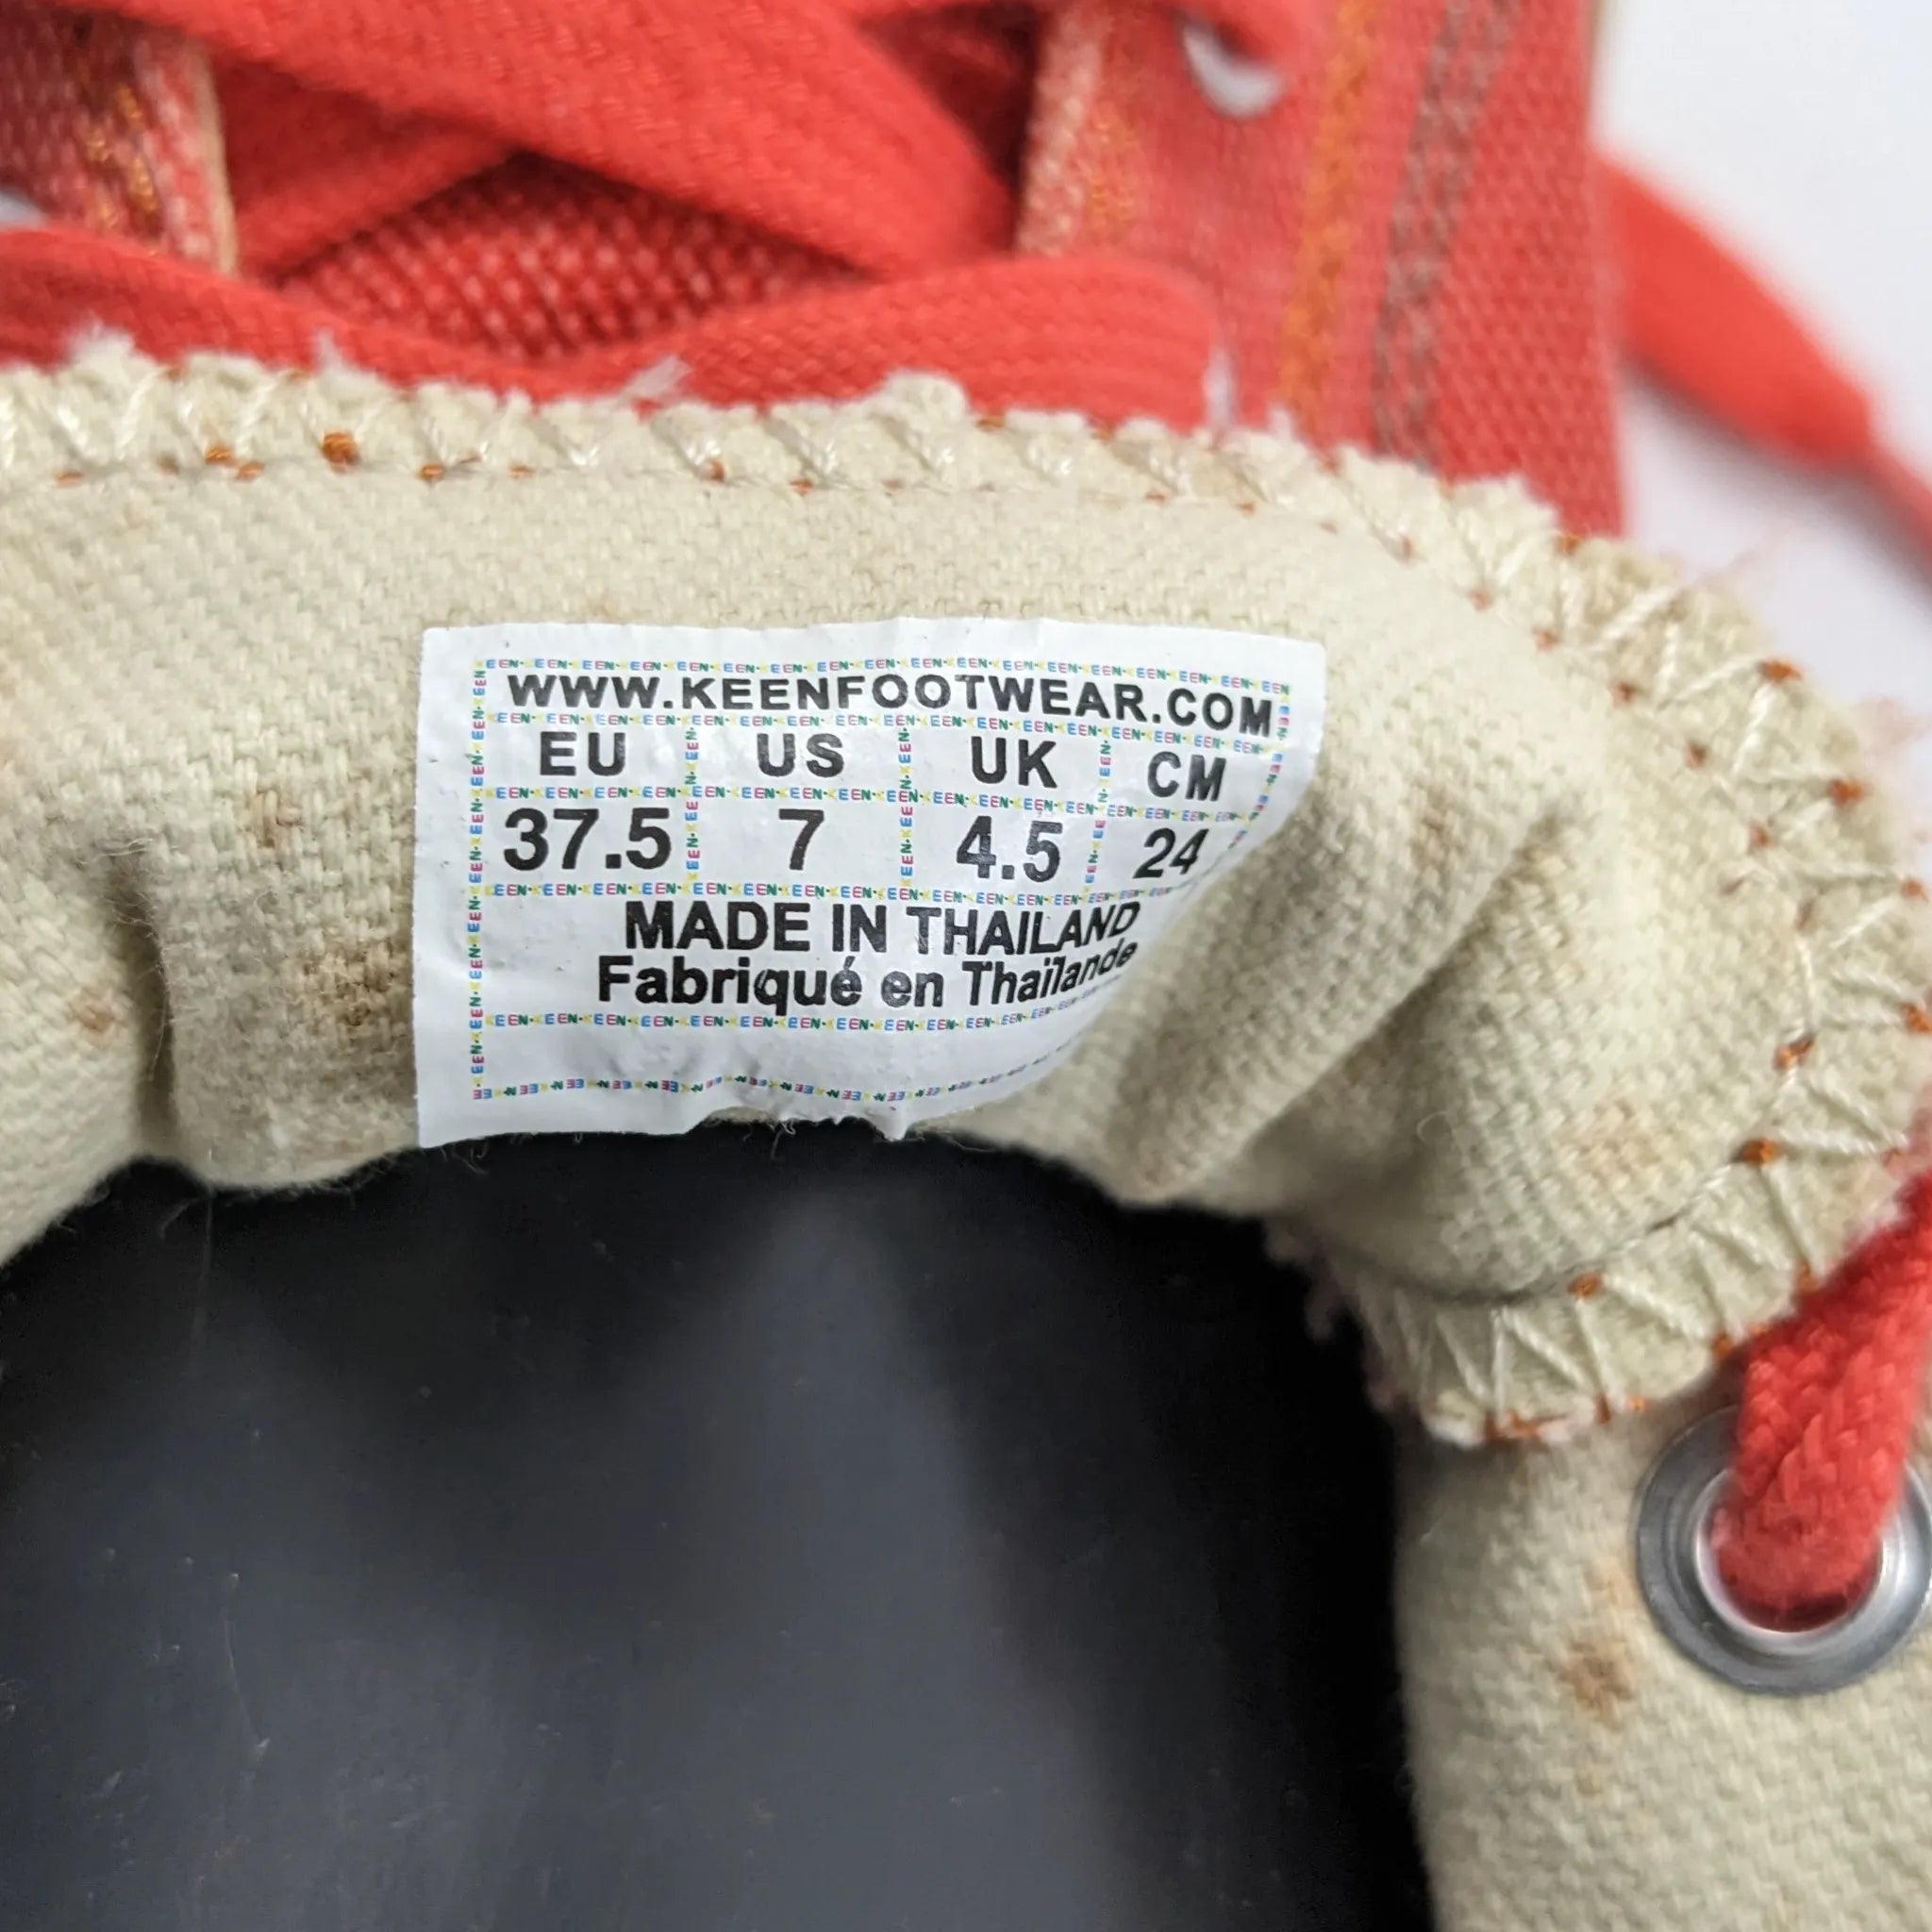 WWW.KEENFOOTWEAR.COM
EU US UK CM
37.5 7 4.5 24
MADE IN THAILAND
Fabriqué en Thaïlande